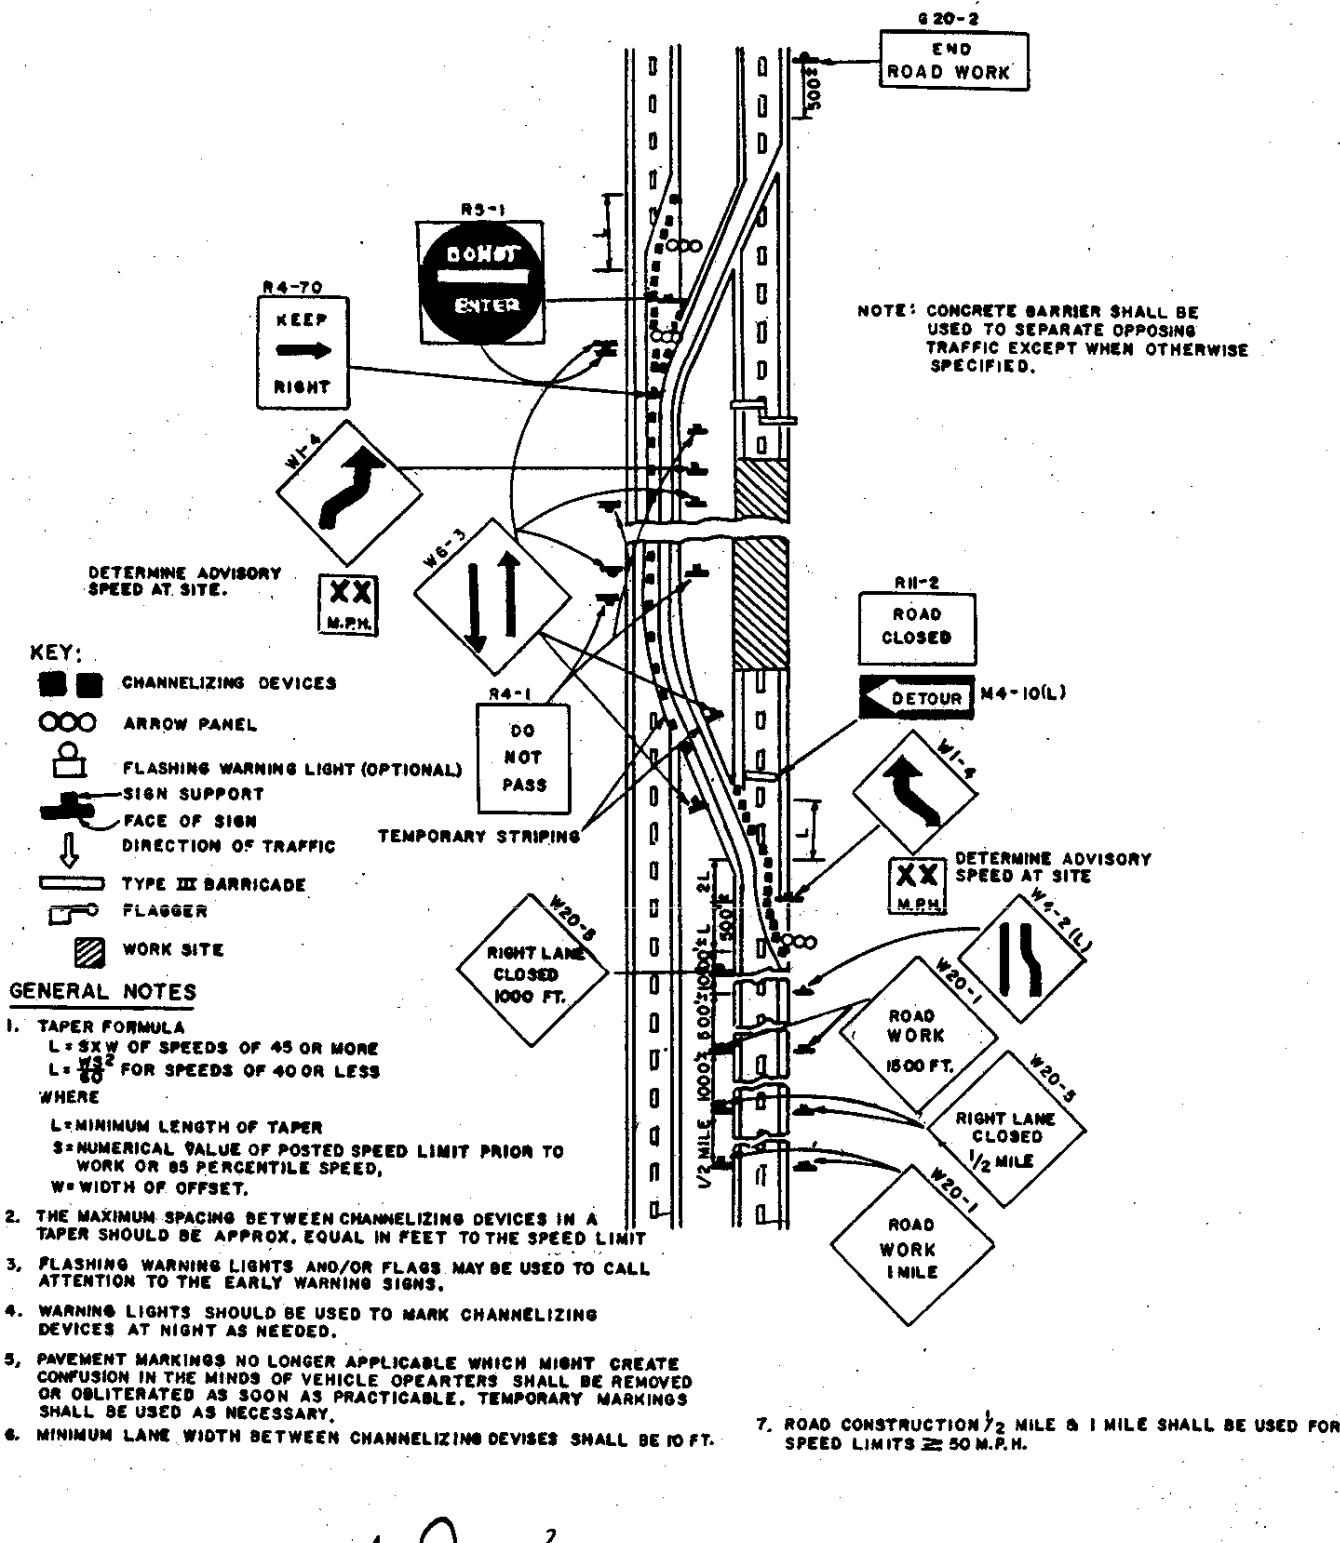 G 20-2
END
ROAD WORK
500'±
R5-1
DO NOT
ENTER
L
R4-70
KEEP
RIGHT
NOTE: CONCRETE BARRIER SHALL BE
USED TO SEPARATE OPPOSING
TRAFFIC EXCEPT WHEN OTHERWISE
SPECIFIED.
W1-4
W6-3
DETERMINE ADVISORY
SPEED AT SITE.
XX
M.P.H.
R11-2
ROAD
CLOSED
DETOUR
M4-10(L)
KEY:
CHANNELIZING DEVICES
ARROW PANEL
FLASHING WARNING LIGHT (OPTIONAL)
SIGN SUPPORT
FACE OF SIGN
DIRECTION OF TRAFFIC
TYPE III BARRICADE
FLAGGER
WORK SITE
R4-1
DO
NOT
PASS
TEMPORARY STRIPING
W1-4
L
DETERMINE ADVISORY
SPEED AT SITE
XX
M.P.H.
2L
500'±
1000'± L
500'±
1000'±
1/2 MILE
W20-5
RIGHT LANE
CLOSED
1000 FT.
W4-2(L)
W20-1
ROAD
WORK
1500 FT.
W20-5
RIGHT LANE
CLOSED
1/2 MILE
W20-1
ROAD
WORK
1 MILE
GENERAL NOTES
1. TAPER FORMULA
L = SXW OF SPEEDS OF 45 OR MORE
L = WS²/60 FOR SPEEDS OF 40 OR LESS
WHERE
L = MINIMUM LENGTH OF TAPER
S = NUMERICAL VALUE OF POSTED SPEED LIMIT PRIOR TO
WORK OR 85 PERCENTILE SPEED.
W = WIDTH OF OFFSET.
2. THE MAXIMUM SPACING BETWEEN CHANNELIZING DEVICES IN A
TAPER SHOULD BE APPROX. EQUAL IN FEET TO THE SPEED LIMIT
3, FLASHING WARNING LIGHTS AND/OR FLAGS MAY BE USED TO CALL
ATTENTION TO THE EARLY WARNING SIGNS.
4. WARNING LIGHTS SHOULD BE USED TO MARK CHANNELIZING
DEVICES AT NIGHT AS NEEDED.
5, PAVEMENT MARKINGS NO LONGER APPLICABLE WHICH MIGHT CREATE
CONFUSION IN THE MINDS OF VEHICLE OPEARTERS SHALL BE REMOVED
OR OBLITERATED AS SOON AS PRACTICABLE. TEMPORARY MARKINGS
SHALL BE USED AS NECESSARY.
6. MINIMUM LANE WIDTH BETWEEN CHANNELIZING DEVISES SHALL BE 10 FT.
7. ROAD CONSTRUCTION 1/2 MILE & 1 MILE SHALL BE USED FOR
SPEED LIMITS ≥ 50 M.P.H.